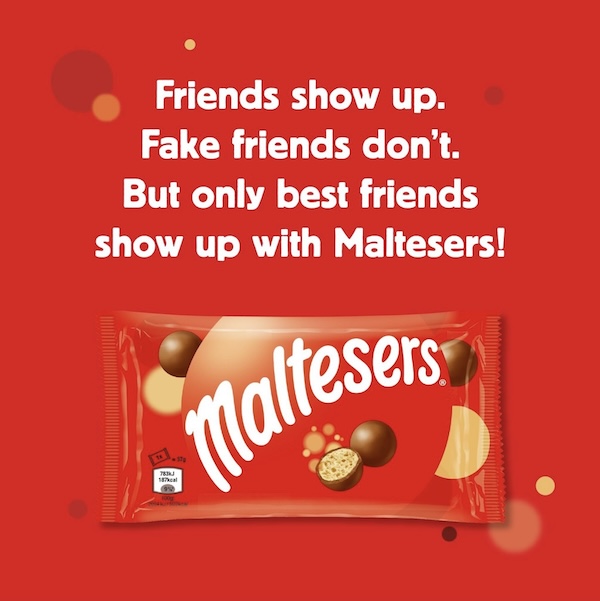 Friends show up.
Fake friends don’t.
But only best friends
show up with Maltesers!
maltesers®
783kJ
187kcal